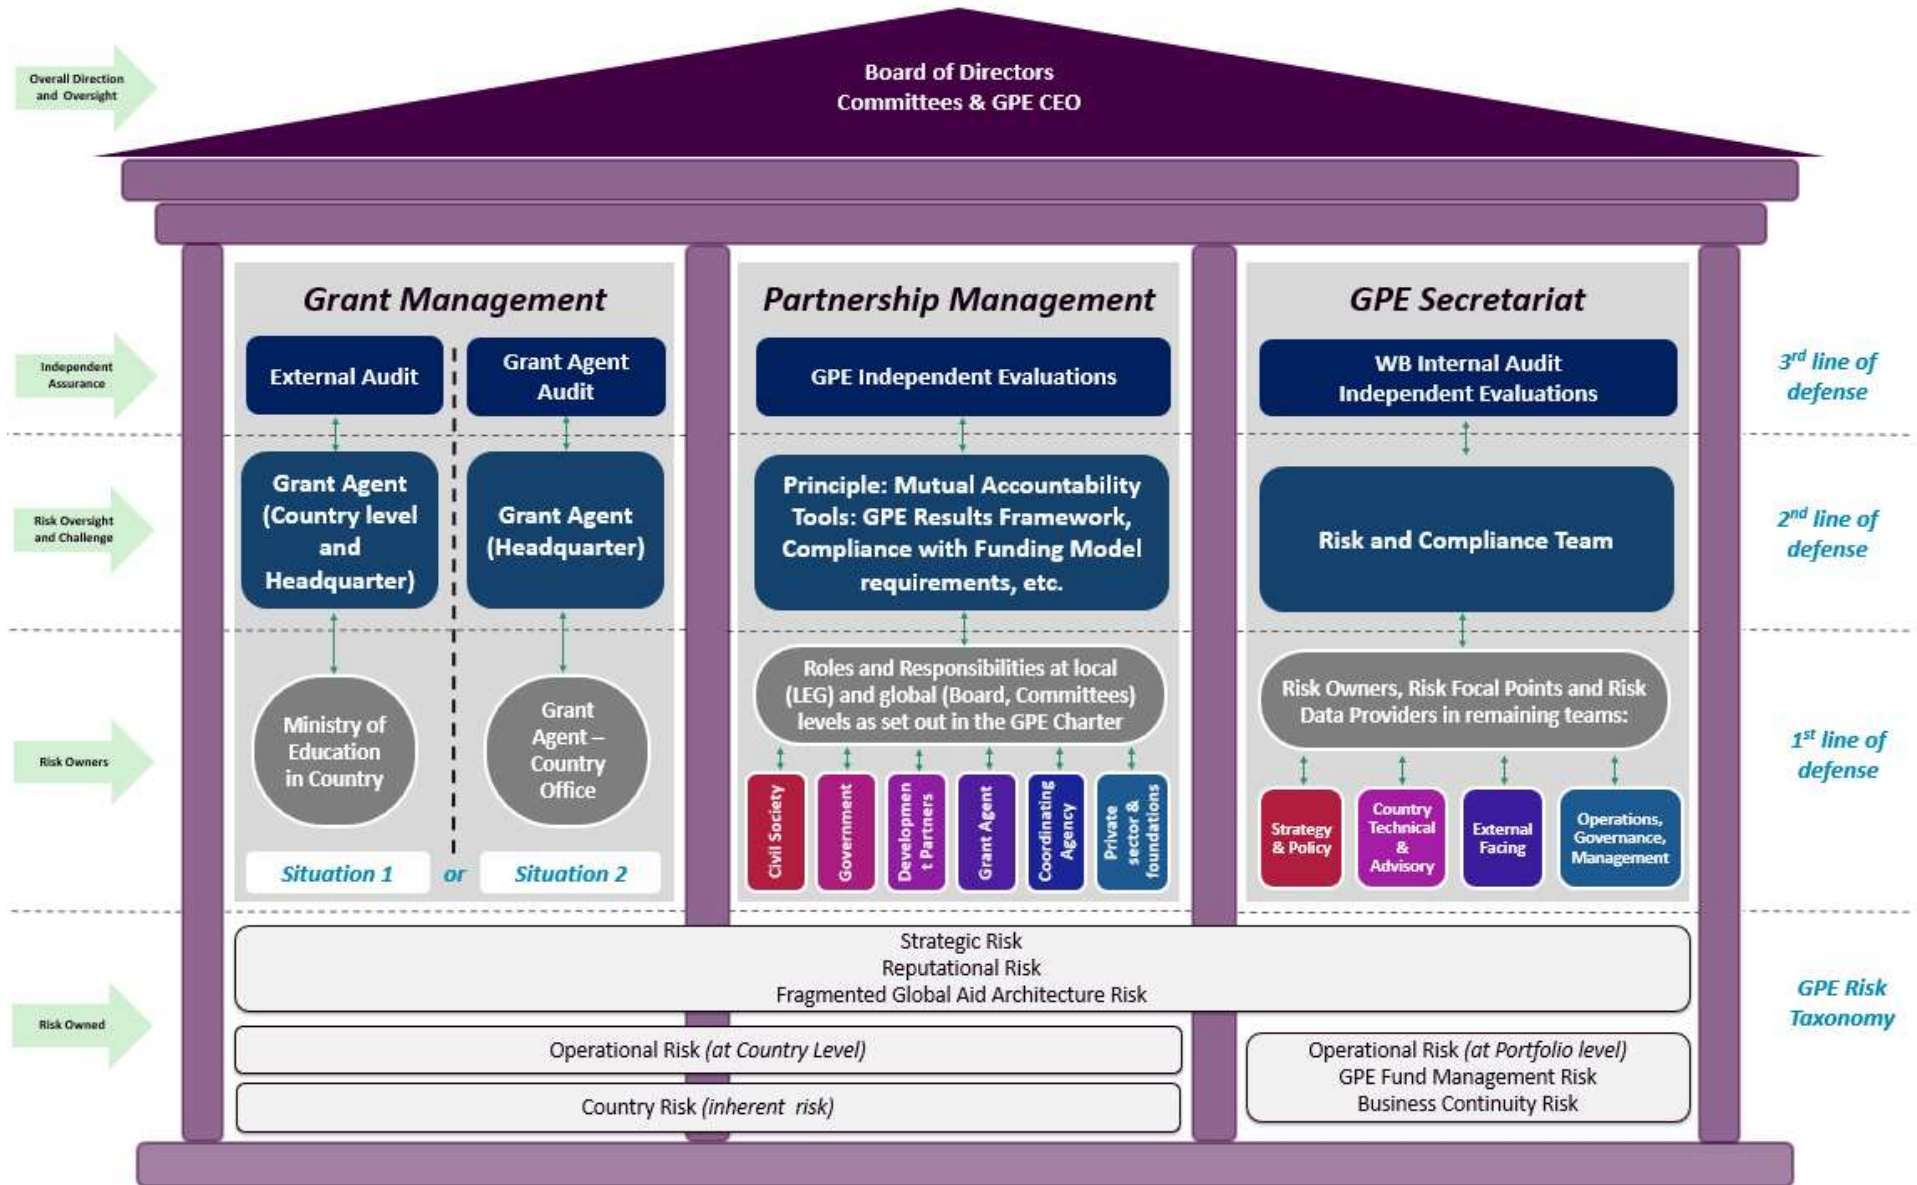 Overall Direction
and Oversight
Board of Directors
Committees & GPE CEO
Grant Management
Partnership Management
GPE Secretariat
Independent
Assurance
External Audit
Grant Agent
Audit
GPE Independent Evaluations
WB Internal Audit
Independent Evaluations
3rd line of
defense
Risk Oversight
and Challenge
Grant Agent
(Country level
and
Headquarter)
Grant Agent
(Headquarter)
Principle: Mutual Accountability
Tools: GPE Results Framework,
Compliance with Funding Model
requirements, etc.
Risk and Compliance Team
2nd line of
defense
Risk Owners
Ministry of
Education
in Country
Grant
Agent –
Country
Office
Situation 1
or
Situation 2
Roles and Responsibilities at local
(LEG) and global (Board, Committees)
levels as set out in the GPE Charter
Civil Society
Government
Developmen
t Partners
Grant Agent
Coordinating
Agency
Private
sector &
foundations
Risk Owners, Risk Focal Points and Risk
Data Providers in remaining teams:
Strategy
& Policy
Country
Technical
&
Advisory
External
Facing
Operations,
Governance,
Management
1st line of
defense
Risk Owned
Strategic Risk
Reputational Risk
Fragmented Global Aid Architecture Risk
Operational Risk (at Country Level)
Country Risk (inherent risk)
Operational Risk (at Portfolio level)
GPE Fund Management Risk
Business Continuity Risk
GPE Risk
Taxonomy